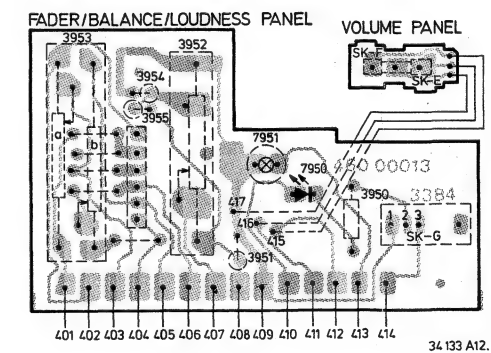 FADER/BALANCE/LOUDNESS PANEL
VOLUME PANEL
3953
3952
SK-F
SK-E
3954
3955
7951
a
b
7950
450 00013
3950
3384
417
416
415
1 2 3
SK-G
3951
401 402 403 404 405 406 407 408 409 410 411 412 413 414
34 133 A12.